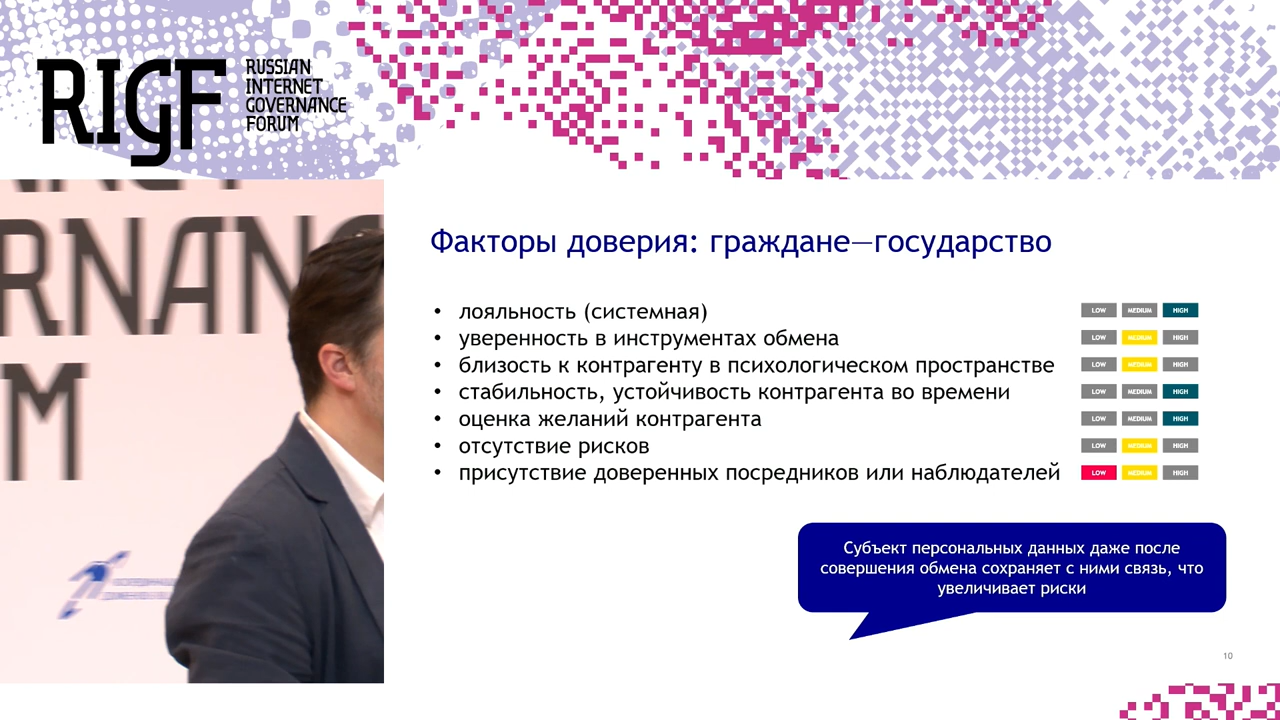 RIGF
RUSSIAN
INTERNET
GOVERNANCE
FORUM
Факторы доверия: граждане—государство
• лояльность (системная) LOW MEDIUM HIGH
• уверенность в инструментах обмена LOW MEDIUM HIGH
• близость к контрагенту в психологическом пространстве LOW MEDIUM HIGH
• стабильность, устойчивость контрагента во времени LOW MEDIUM HIGH
• оценка желаний контрагента LOW MEDIUM HIGH
• отсутствие рисков LOW MEDIUM HIGH
• присутствие доверенных посредников или наблюдателей LOW MEDIUM HIGH
Субъект персональных данных даже после
совершения обмена сохраняет с ними связь, что
увеличивает риски
10